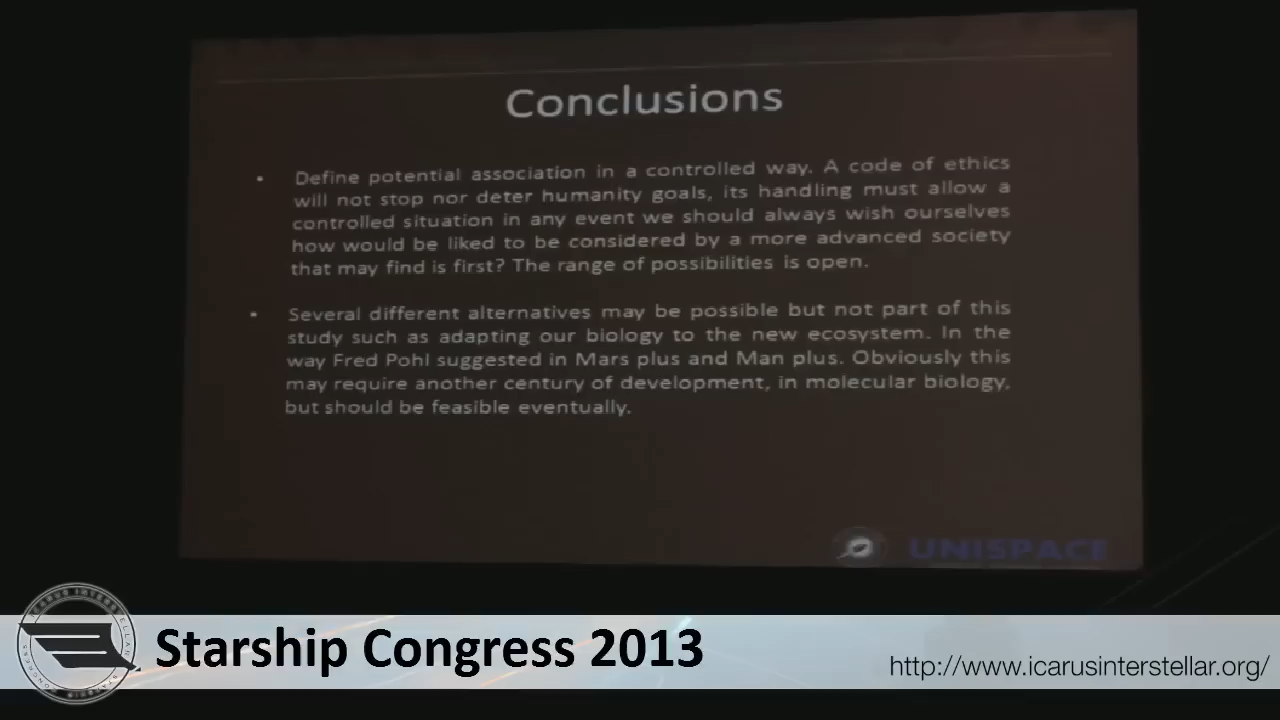 Conclusions
• Define potential association in a controlled way. A code of ethics
will not stop nor deter humanity goals, its handling must allow a
controlled situation in any event we should always wish ourselves
how would be liked to be considered by a more advanced society
that may find is first? The range of possibilities is open.
• Several different alternatives may be possible but not part of this
study such as adapting our biology to the new ecosystem. In the
way Fred Pohl suggested in Mars plus and Man plus. Obviously this
may require another century of development, in molecular biology,
but should be feasible eventually.
UNISPACE
ICARUS INTERSTELLAR
STARSHIP CONGRESS
Starship Congress 2013
http://www.icarusinterstellar.org/